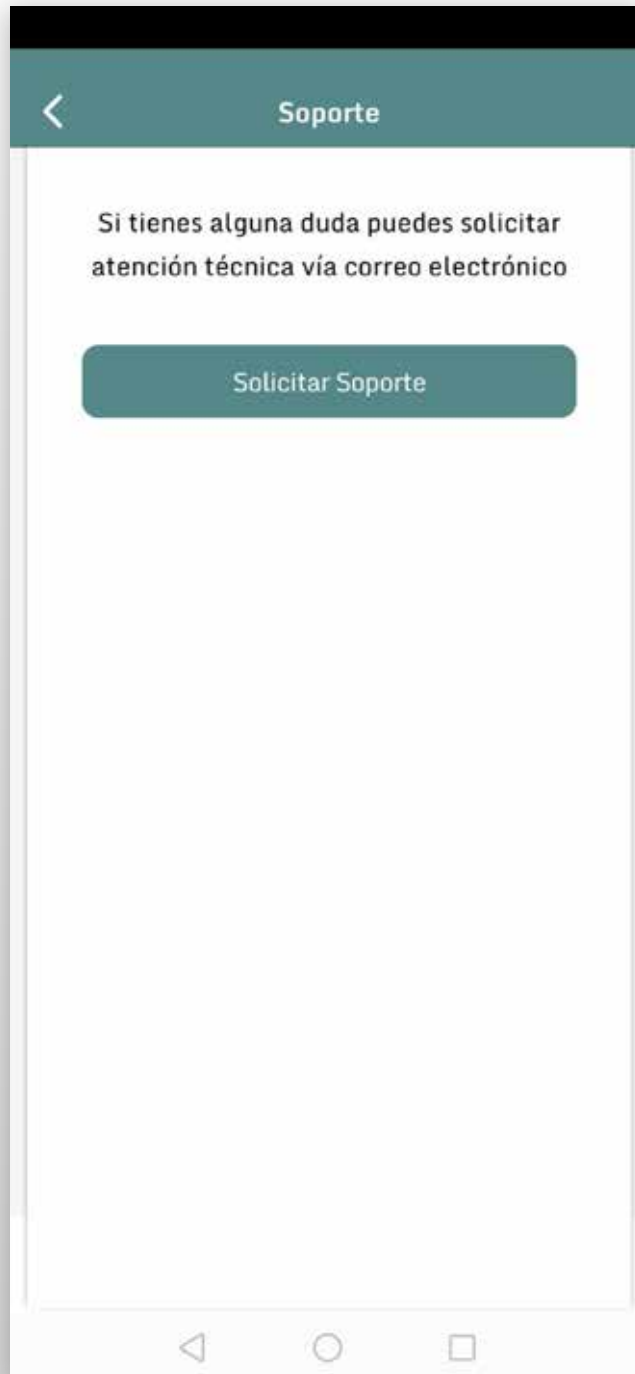 Soporte
Si tienes alguna duda puedes solicitar
atención técnica vía correo electrónico
Solicitar Soporte